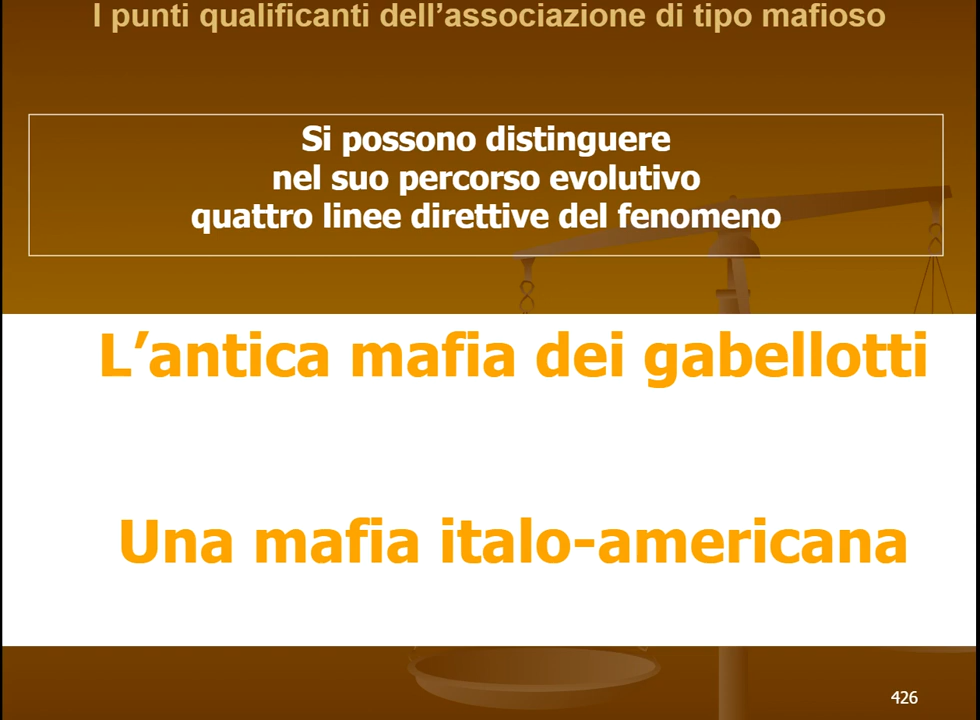 I punti qualificanti dell’associazione di tipo mafioso
Si possono distinguere
nel suo percorso evolutivo
quattro linee direttive del fenomeno
L’antica mafia dei gabellotti
Una mafia italo-americana
426